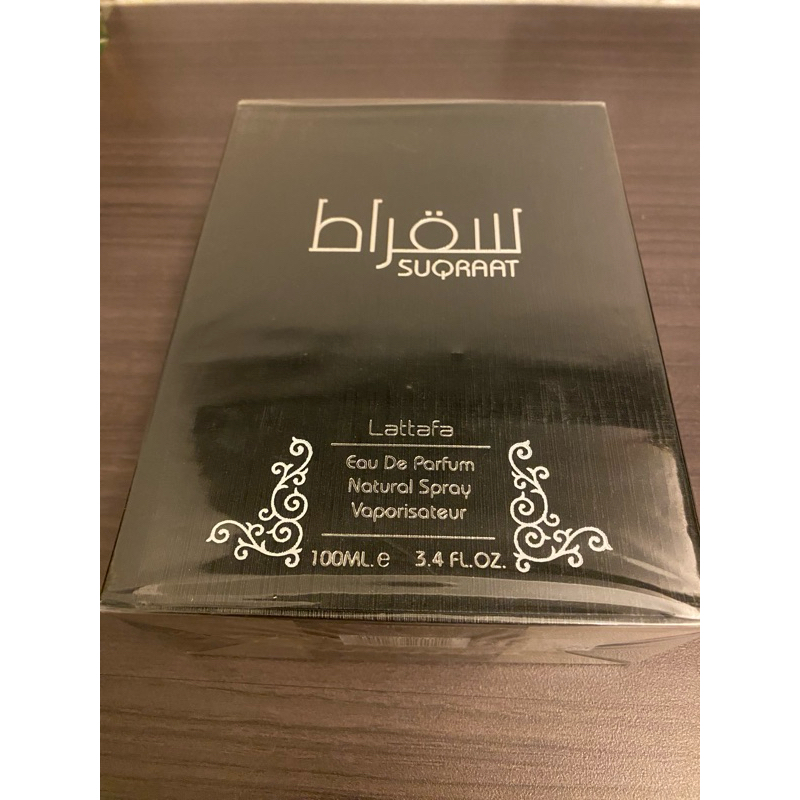 سقراط
SUQRAAT
Lattafa
Eau De Parfum
Natural Spray
Vaporisateur
100ML.e 3.4 FL.OZ.